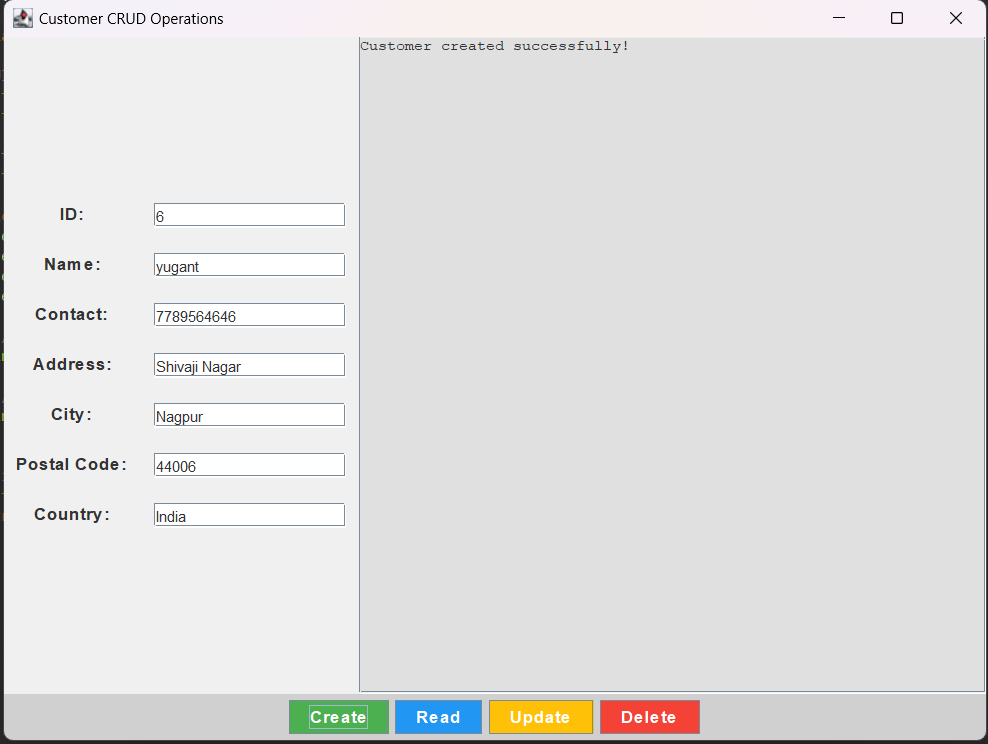 Customer CRUD Operations
Customer created successfully!
ID: 6
Name: yugant
Contact: 7789564646
Address: Shivaji Nagar
City: Nagpur
Postal Code: 44006
Country: India
Create Read Update Delete